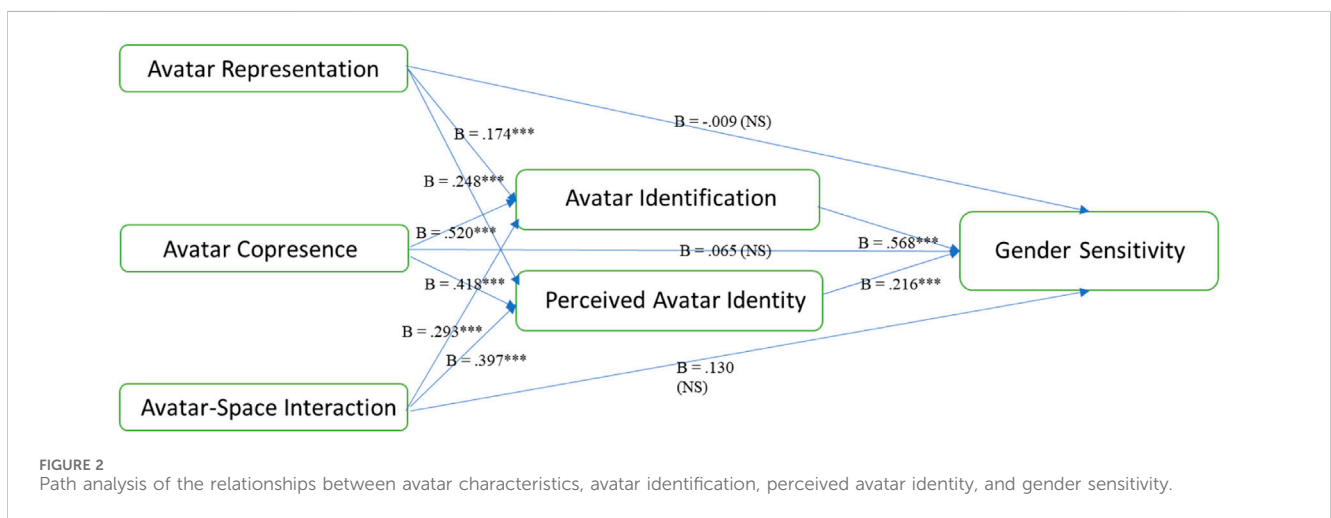 Avatar Representation
B = -.009 (NS)
B = .174***
B = .248***
Avatar Identification
B = .520***
Avatar Copresence
B = .065 (NS)
B = .568***
Gender Sensitivity
B = .418***
B = .216***
Perceived Avatar Identity
B = .293***
B = .397***
B = .130
(NS)
Avatar-Space Interaction
FIGURE 2
Path analysis of the relationships between avatar characteristics, avatar identification, perceived avatar identity, and gender sensitivity.